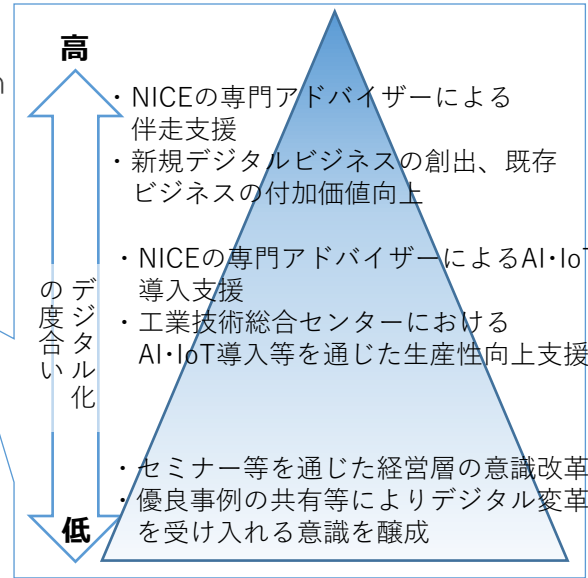 高
n
・NICEの専門アドバイザーによる
伴走支援
・新規デジタルビジネスの創出、既存
ビジネスの付加価値向上
・NICEの専門アドバイザーによるAI・IoT
導入支援
・工業技術総合センターにおける
AI・IoT導入等を通じた生産性向上支援
デジタル化
の度合い
・セミナー等を通じた経営層の意識改革
・優良事例の共有等によりデジタル変革
を受け入れる意識を醸成
低